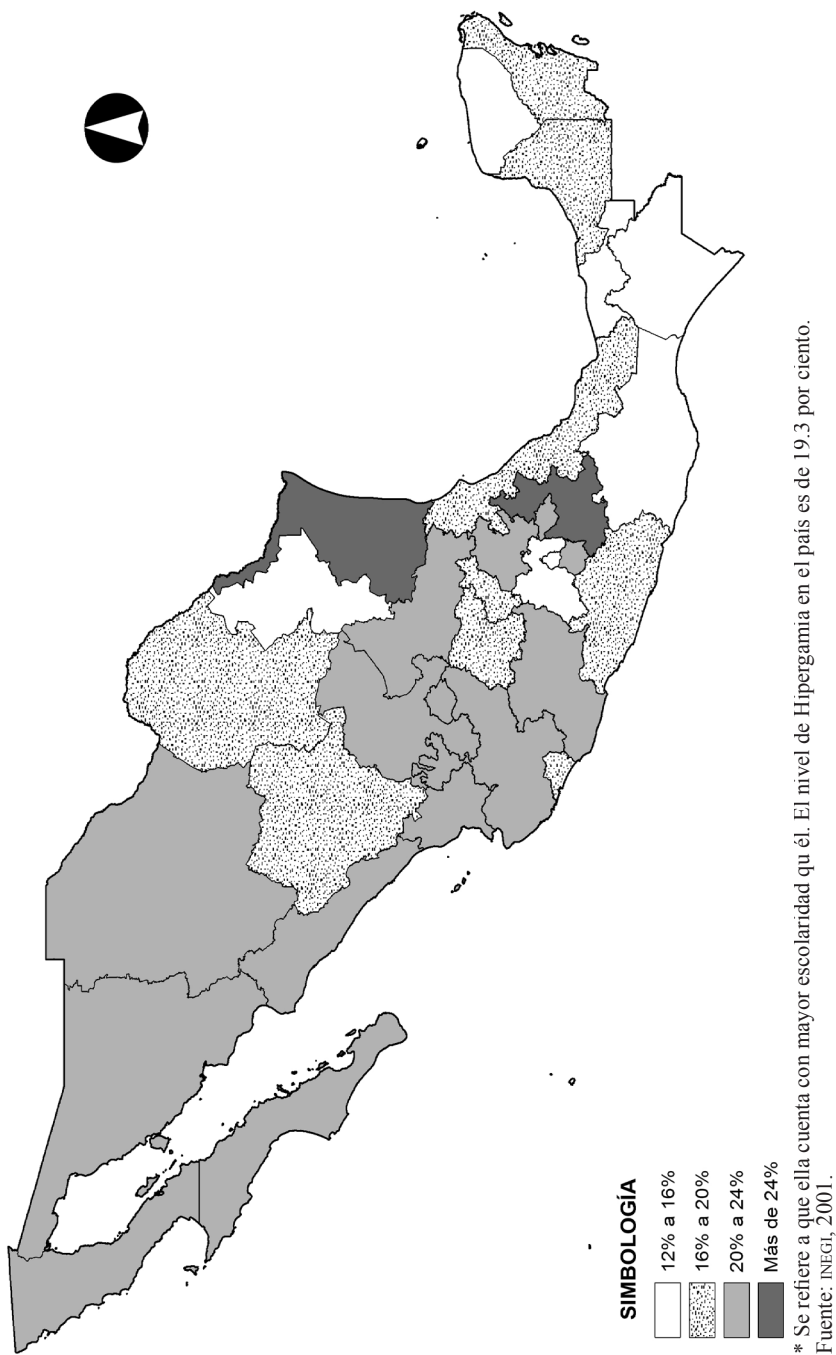 SIMBOLOGÍA
12% a 16%
16% a 20%
20% a 24%
Más de 24%
* Se refiere a que ella cuenta con mayor escolaridad qu él. El nivel de Hipergamia en el país es de 19.3 por ciento.
Fuente: INEGI, 2001.